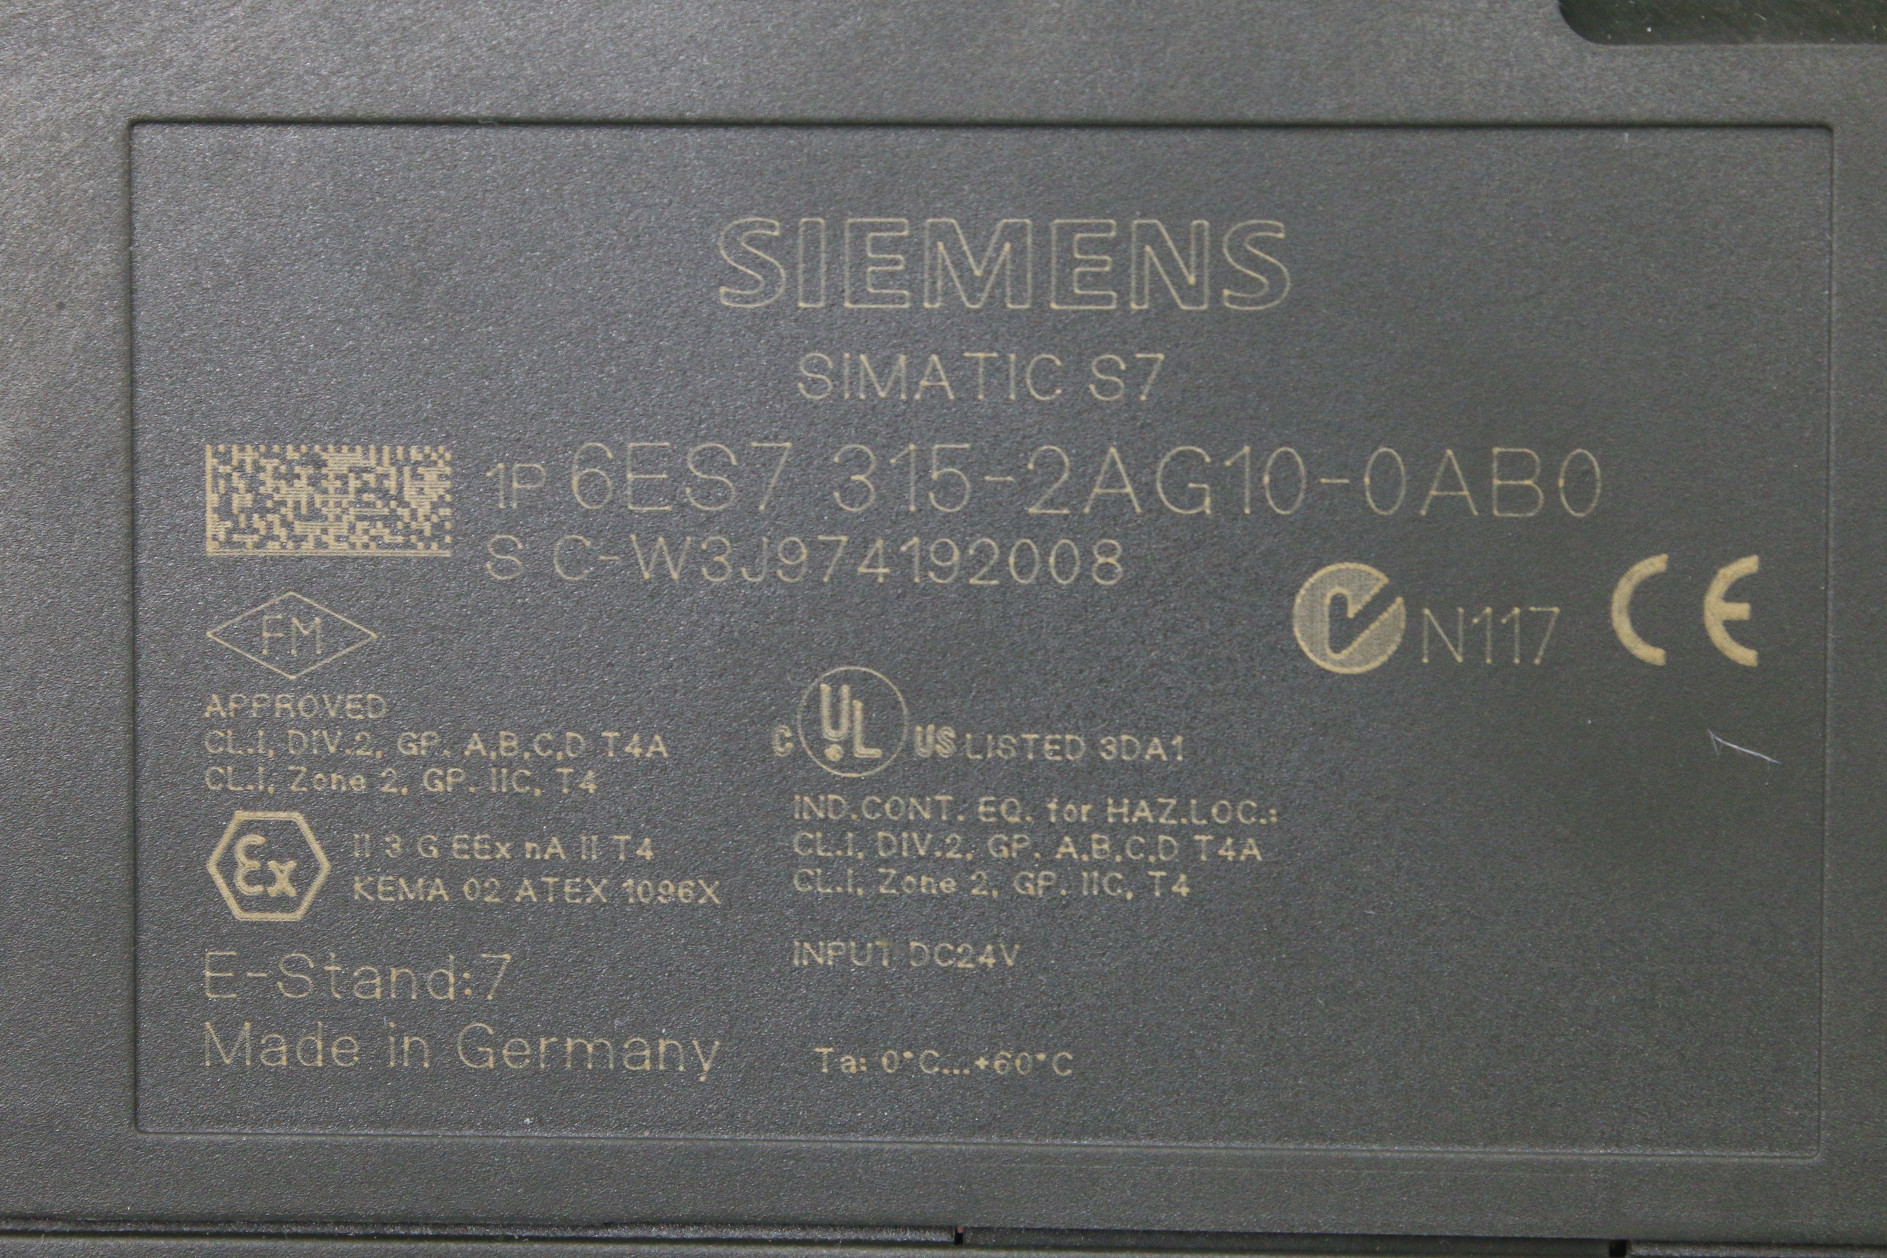 SIEMENS
SIMATIC S7
1P 6ES7 315-2AG10-0AB0
S C-W3J974192008
N117 CE
FM
APPROVED
CL.I, DIV.2, GP. A,B,C,D T4A
CL.I, Zone 2, GP. IIC, T4
C UL US LISTED 3DA1
IND.CONT. EQ. for HAZ.LOC.:
CL.I, DIV.2, GP. A,B,C,D T4A
CL.I, Zone 2, GP. IIC, T4
Ex II 3 G EEx nA II T4
KEMA 02 ATEX 1096X
INPUT DC24V
E-Stand:7
Made in Germany
Ta: 0°C...+60°C